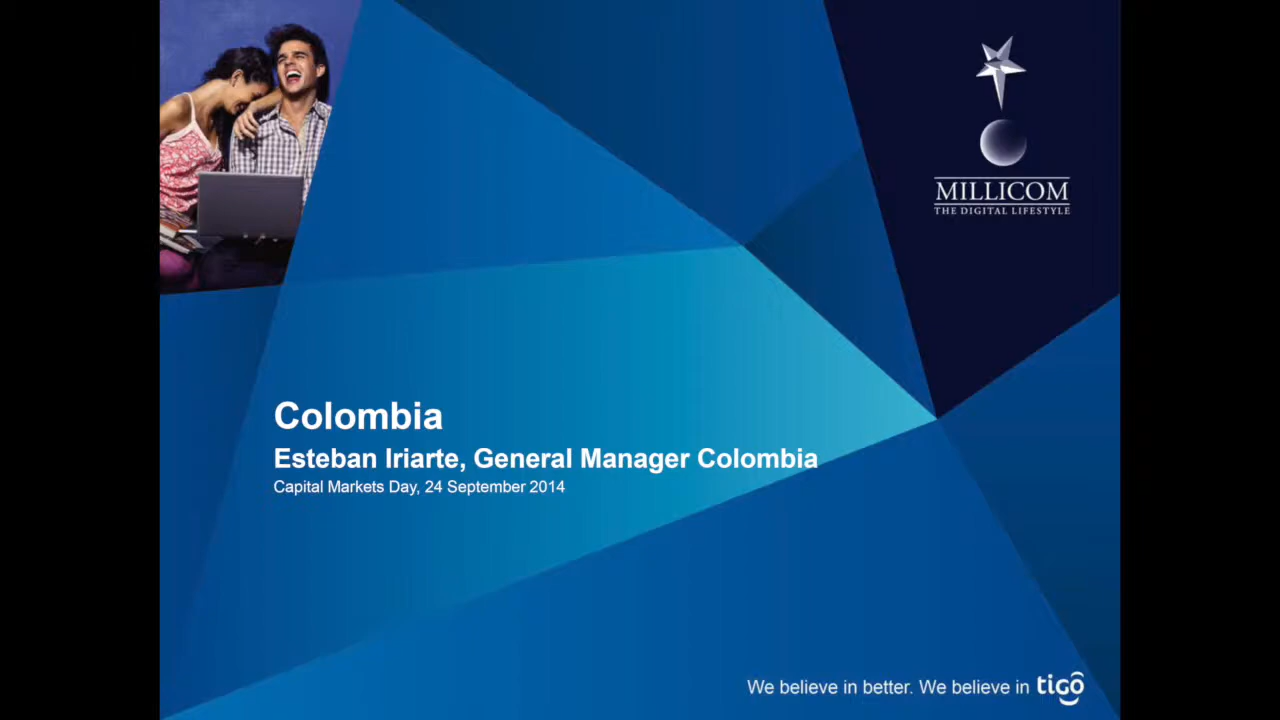 MILLICOM
THE DIGITAL LIFESTYLE
Colombia
Esteban Iriarte, General Manager Colombia
Capital Markets Day, 24 September 2014
We believe in better. We believe in tigo